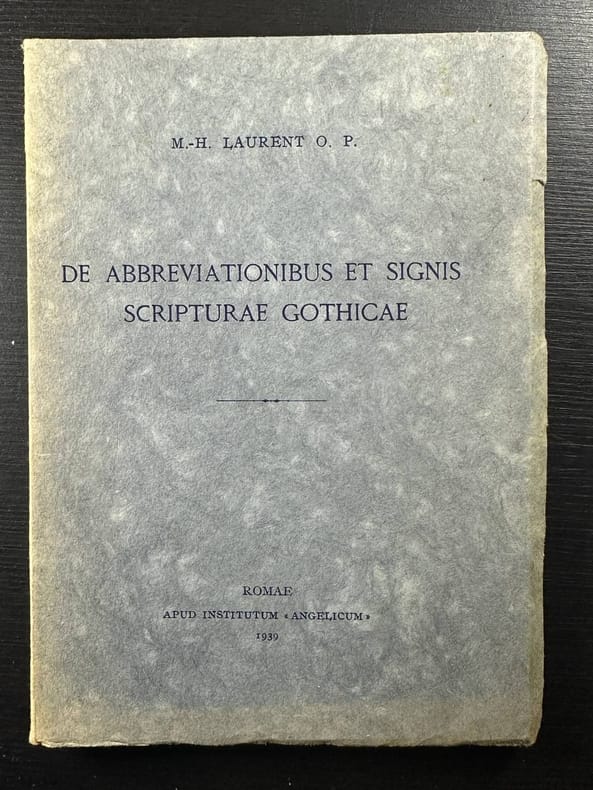 M.-H. LAURENT O. P.
DE ABBREVIATIONIBUS ET SIGNIS
SCRIPTURAE GOTHICAE
ROMAE
APUD INSTITUTUM « ANGELICUM »
1939